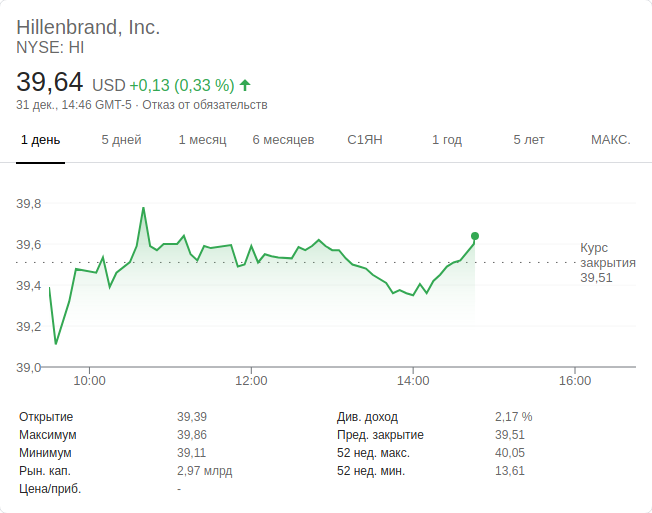 Hillenbrand, Inc.
NYSE: HI
39,64 USD +0,13 (0,33 %)
31 дек., 14:46 GMT-5 · Отказ от обязательств
1 день 5 дней 1 месяц 6 месяцев С1ЯН 1 год 5 лет МАКС.
39,8
39,6
39,4
39,2
39,0
Курс
закрытия
39,51
10:00 12:00 14:00 16:00
Открытие 39,39 Див. доход 2,17 %
Максимум 39,86 Пред. закрытие 39,51
Минимум 39,11 52 нед. макс. 40,05
Рын. кап. 2,97 млрд 52 нед. мин. 13,61
Цена/приб. -